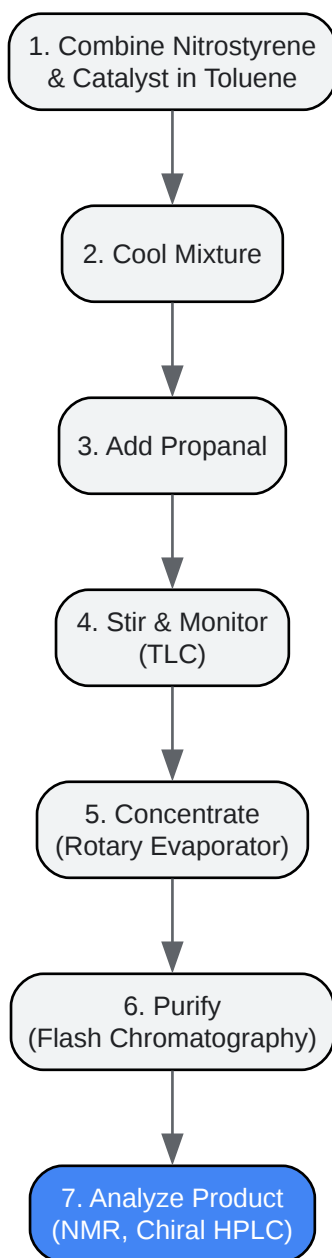 1. Combine Nitrostyrene
& Catalyst in Toluene
2. Cool Mixture
3. Add Propanal
4. Stir & Monitor
(TLC)
5. Concentrate
(Rotary Evaporator)
6. Purify
(Flash Chromatography)
7. Analyze Product
(NMR, Chiral HPLC)